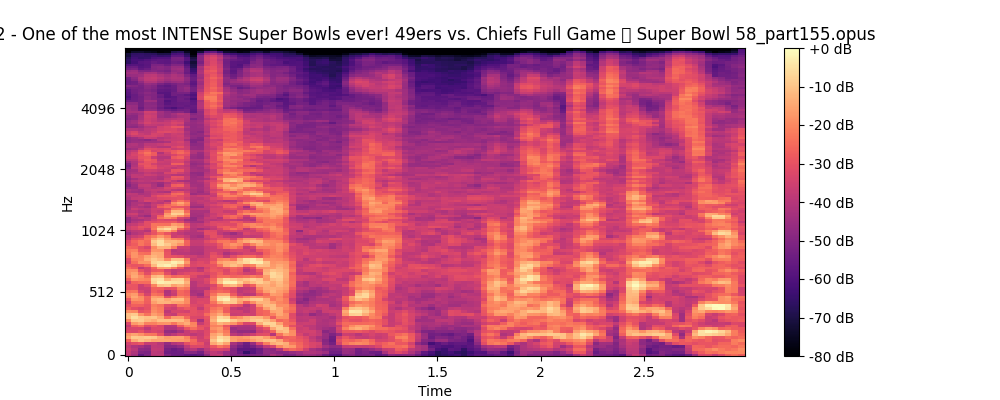 2 - One of the most INTENSE Super Bowls ever! 49ers vs. Chiefs Full Game Super Bowl 58_part155.opus
+0 dB
-10 dB
-20 dB
-30 dB
-40 dB
-50 dB
-60 dB
-70 dB
-80 dB
Hz
4096
2048
1024
512
0
0 0.5 1 1.5 2 2.5
Time